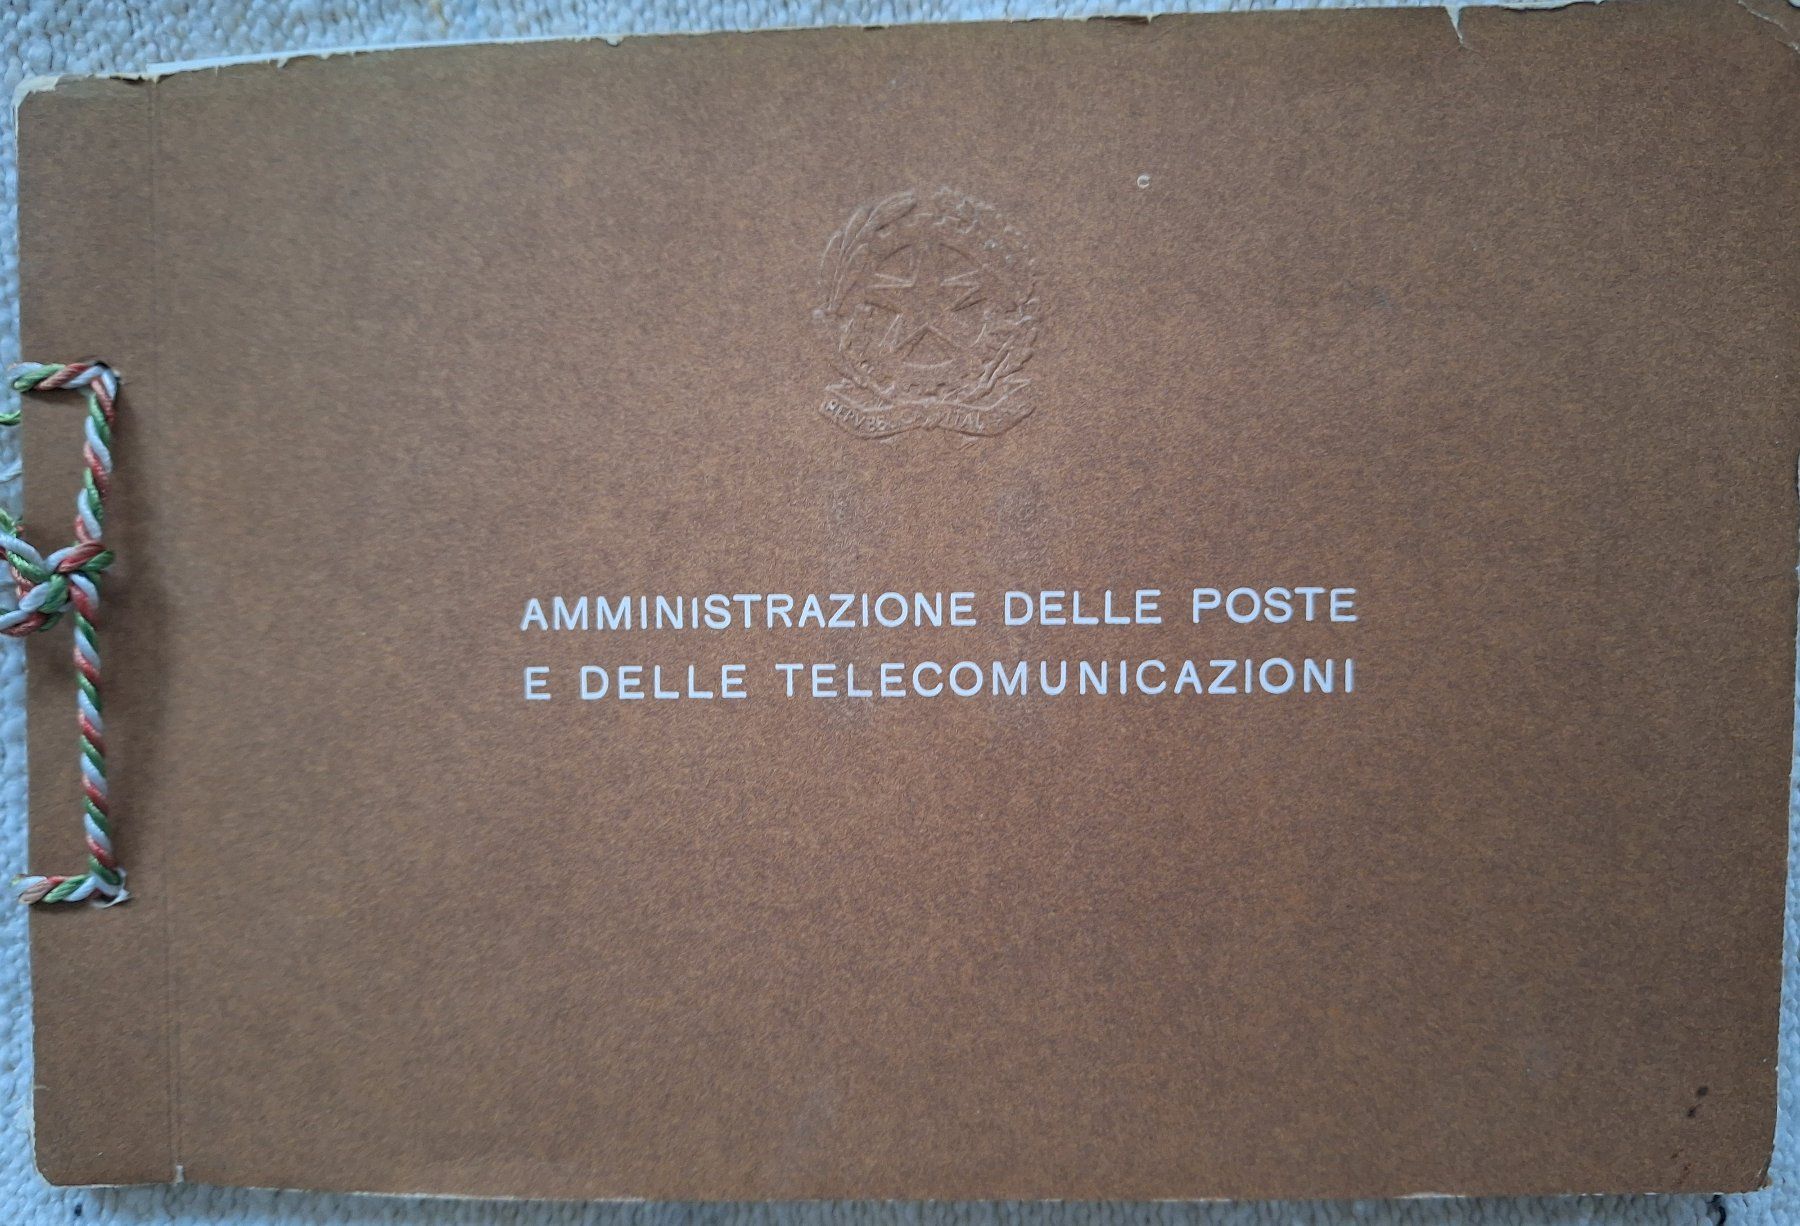 AMMINISTRAZIONE DELLE POSTE
E DELLE TELECOMUNICAZIONI